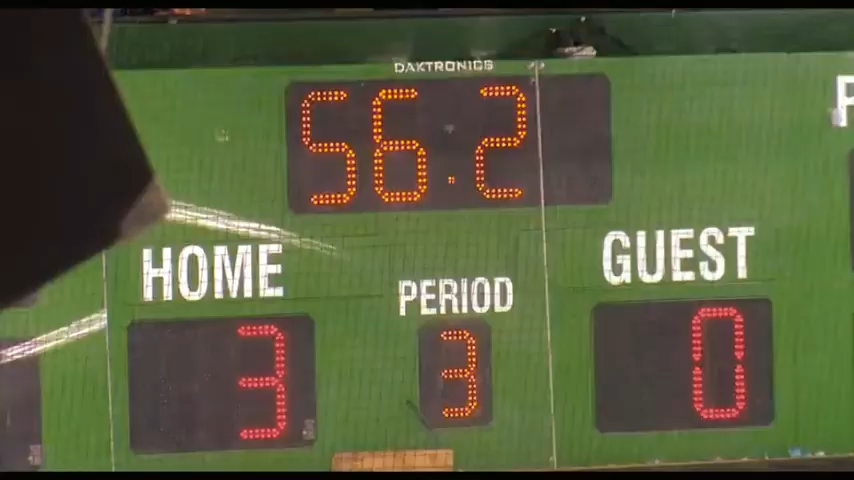 DAKTRONICS
56.2
P
HOME
PERIOD
GUEST
3
3
0